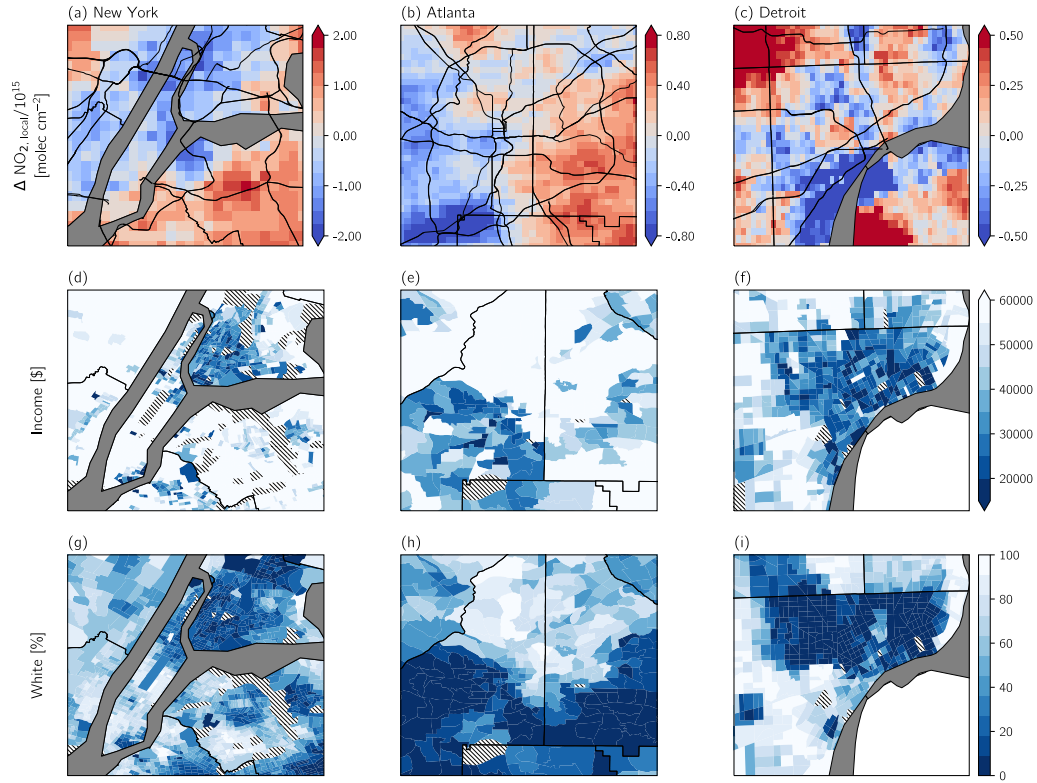 (a) New York
(b) Atlanta
(c) Detroit
Δ NO2, local/10^15
[molec cm−2]
2.00
1.00
0.00
−1.00
−2.00
0.80
0.40
0.00
−0.40
−0.80
0.50
0.25
0.00
−0.25
−0.50
(d)
(e)
(f)
Income [$]
60000
50000
40000
30000
20000
(g)
(h)
(i)
White [%]
100
80
60
40
20
0